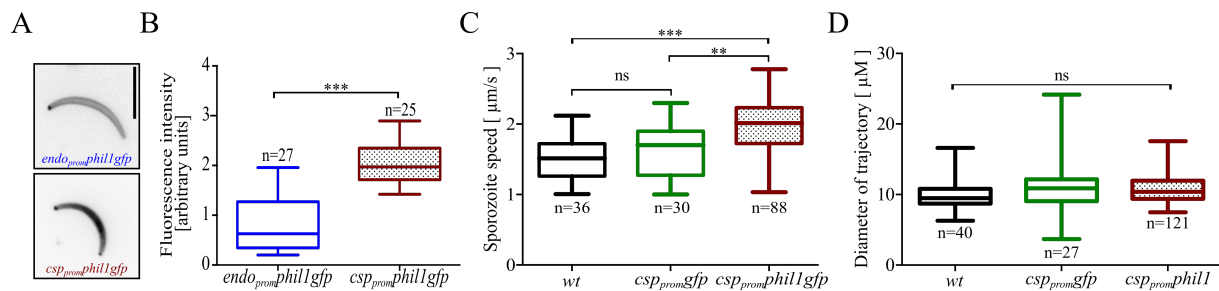 A
endopromphil1gfp
csppromphil1gfp
B
Fluorescence intensity
[arbitrary units]
4
3
2
1
0
***
n=27
n=25
endopromphil1gfp
csppromphil1gfp
C
Sporozoite speed [ μm/s ]
3
2
1
0
***
**
ns
n=36
n=30
n=88
wt
csppromgfp
csppromphil1gfp
D
Diameter of trajectory [ μM ]
30
20
10
0
ns
n=40
n=27
n=121
wt
csppromgfp
csppromphil1